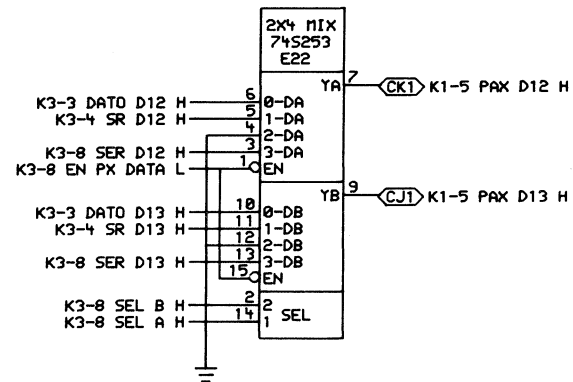 2X4 MIX
74S253
E22
7
YA
CK1 K1-5 PAX D12 H
K3-3 DATO D12 H 6 0-DA
K3-4 SR D12 H 5 1-DA
4 2-DA
K3-8 SER D12 H 3 3-DA
K3-8 EN PX DATA L 1 EN
9
YB
CJ1 K1-5 PAX D13 H
K3-3 DATO D13 H 10 0-DB
K3-4 SR D13 H 11 1-DB
12 2-DB
K3-8 SER D13 H 13 3-DB
15 EN
K3-8 SEL B H 2 2
SEL
K3-8 SEL A H 14 1